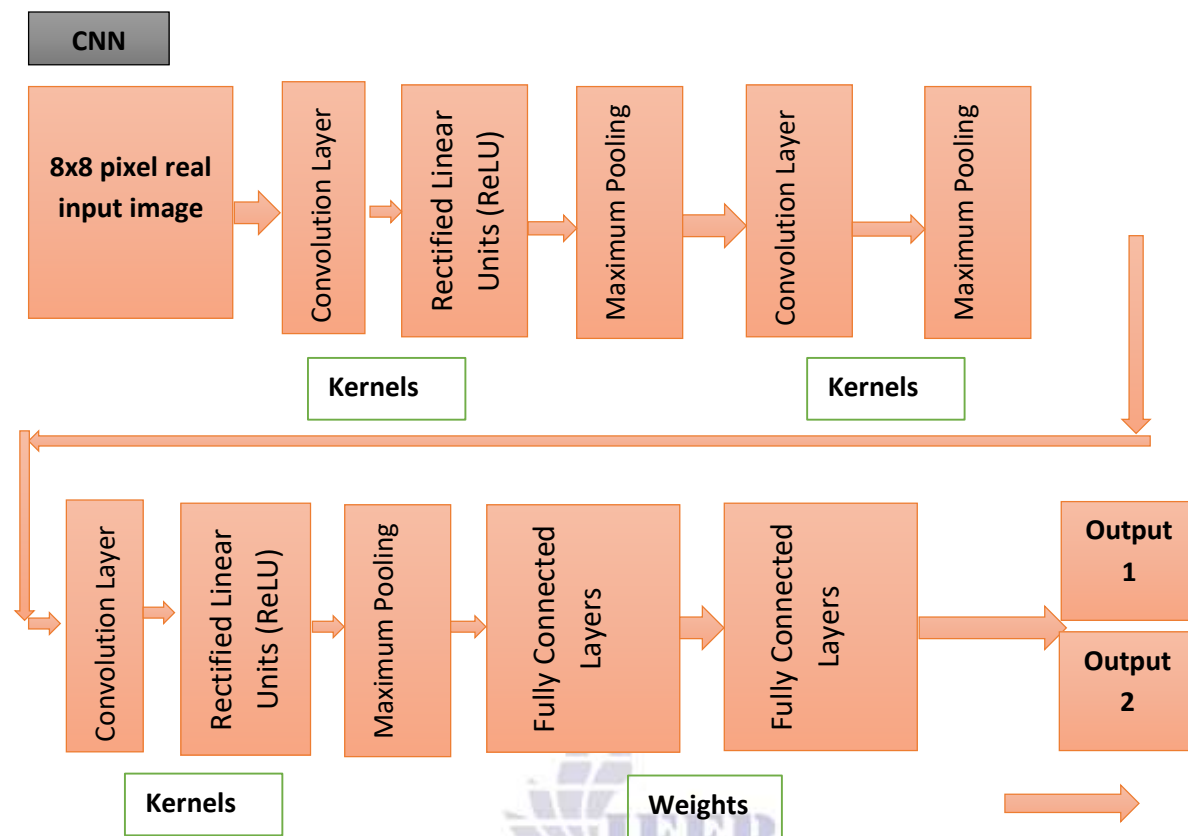 CNN
8x8 pixel real
input image
Convolution Layer
Rectified Linear
Units (ReLU)
Maximum Pooling
Convolution Layer
Maximum Pooling
Kernels
Kernels
Convolution Layer
Rectified Linear
Units (ReLU)
Maximum Pooling
Fully Connected
Layers
Fully Connected
Layers
Output
1
Output
2
Kernels
Weights